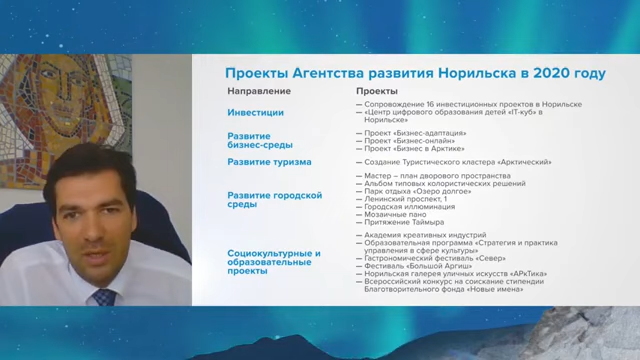 Проекты Агентства развития Норильска в 2020 году
Направление
Проекты
Инвестиции
— Сопровождение 16 инвестиционных проектов в Норильске
— «Центр цифрового образования детей «IT-куб» в
Норильске»
Развитие
бизнес-среды
— Проект «Бизнес-адаптация»
— Проект «Бизнес-онлайн»
— Проект «Бизнес в Арктике»
Развитие туризма
— Создание Туристического кластера «Арктический»
Развитие городской
среды
— Мастер – план дворового пространства
— Альбом типовых колористических решений
— Парк отдыха «Озеро долгое»
— Ленинский проспект, 1
— Городская иллюминация
— Мозаичные пано
— Притяжение Таймыра
Социокультурные и
образовательные
проекты
— Академия креативных индустрий
— Образовательная программа «Стратегия и практика
управления в сфере культуры»
— Гастрономический фестиваль «Север»
— Фестиваль «Большой Аргиш»
— Норильская галерея уличных искусств «АРкТика»
— Всероссийский конкурс на соискание стипендии
Благотворительного фонда «Новые имена»